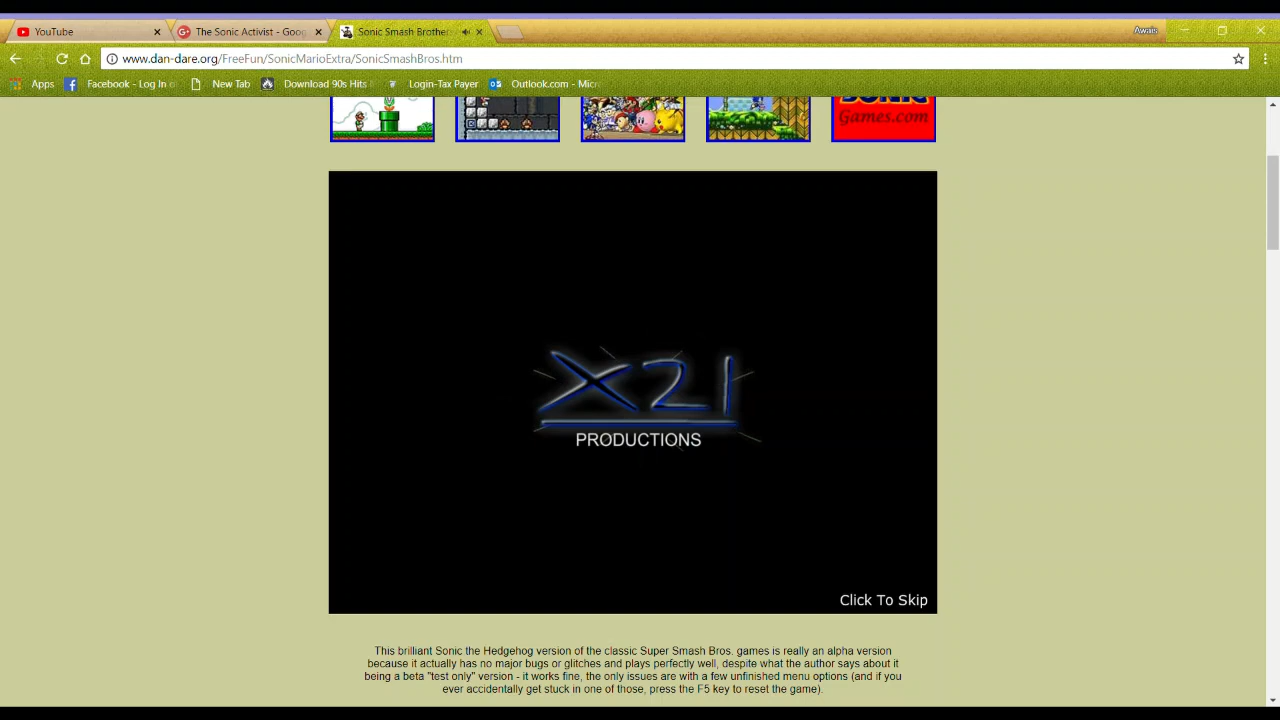 YouTube
The Sonic Activist - Goog
Sonic Smash Brother
Awais
www.dan-dare.org/FreeFun/SonicMarioExtra/SonicSmashBros.htm
Apps
Facebook - Log In o
New Tab
Download 90s Hits
Login-Tax Payer
Outlook.com - Micr
SONIC
Games.com
X21
PRODUCTIONS
Click To Skip
This brilliant Sonic the Hedgehog version of the classic Super Smash Bros. games is really an alpha version
because it actually has no major bugs or glitches and plays perfectly well, despite what the author says about it
being a beta "test only" version - it works fine, the only issues are with a few unfinished menu options (and if you
ever accidentally get stuck in one of those, press the F5 key to reset the game).